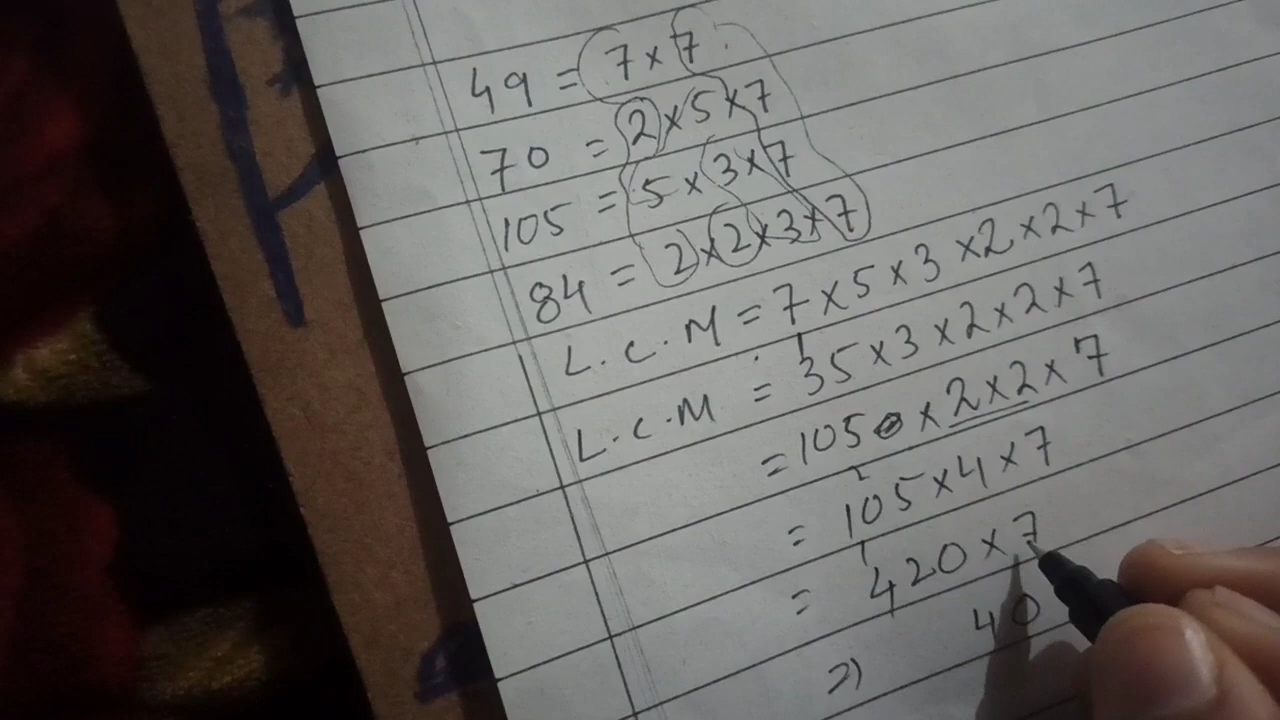 49 = 7 × 7
70 = 2 × 5 × 7
105 = 5 × 3 × 7
84 = 2 × 2 × 3 × 7
L.C.M = 7 × 5 × 3 × 2 × 2 × 7
L.C.M = 35 × 3 × 2 × 2 × 7
= 105 × 2 × 2 × 7
= 105 × 4 × 7
= 420 × 7
40